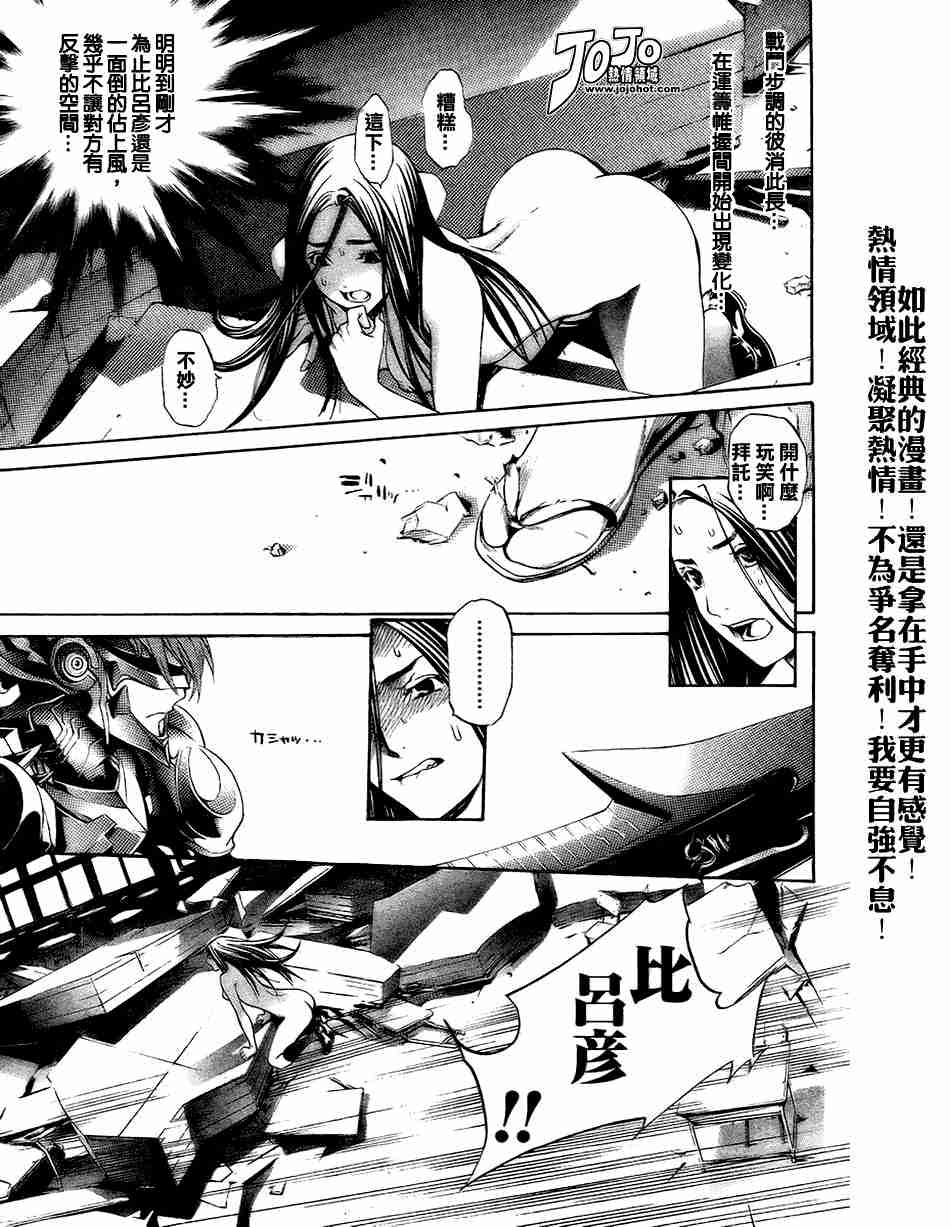 戰鬥步調的彼消此長…
在運壽帷握間開始出現變化…
JOJO
熱情領域
www.jojohot.com
糟糕…
這下…
明明到剛才
為止比呂彥還是
一面倒的佔上風，
幾乎不讓對方有
反擊的空間…
不妙…
開什麼
玩笑啊…
拜託…
…………
カシャッ...
比
呂彦
!!
如此經典的漫畫！還是拿在手中才更有感覺！
熱情領域！凝聚熱情！不為爭名奪利！我要自強不息！